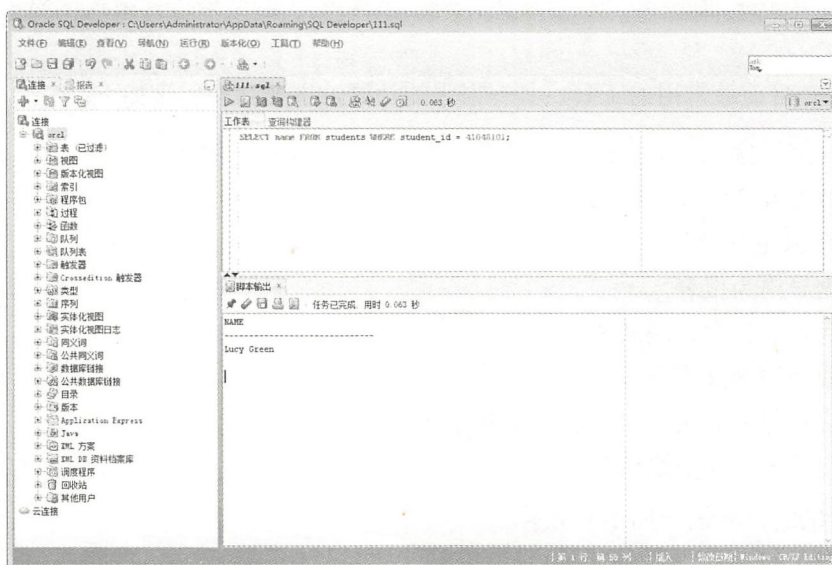 Oracle SQL Developer : C:\Users\Administrator\AppData\Roaming\SQL Developer\111.sql
文件(F) 编辑(E) 查看(V) 导航(N) 运行(R) 版本化(O) 工具(T) 帮助(H)
连接 × 报告 ×
111.sql ×
0.063 秒
orcl
连接
orcl
表 (已过滤)
视图
版本化视图
索引
程序包
过程
函数
队列
队列表
触发器
Crossedition 触发器
类型
序列
实体化视图
实体化视图日志
同义词
公共同义词
数据库链接
公共数据库链接
目录
版本
Application Express
Java
XML 方案
XML DB 资料档案库
调度程序
回收站
其他用户
云连接
工作表 查询构建器
SELECT name FROM students WHERE student_id = 41048101;
脚本输出 ×
任务已完成, 用时 0.063 秒
NAME
------------------------------
Lucy Green
第 1 行, 第 55 列 插入 修改日期 Windows: CR/LF Editing